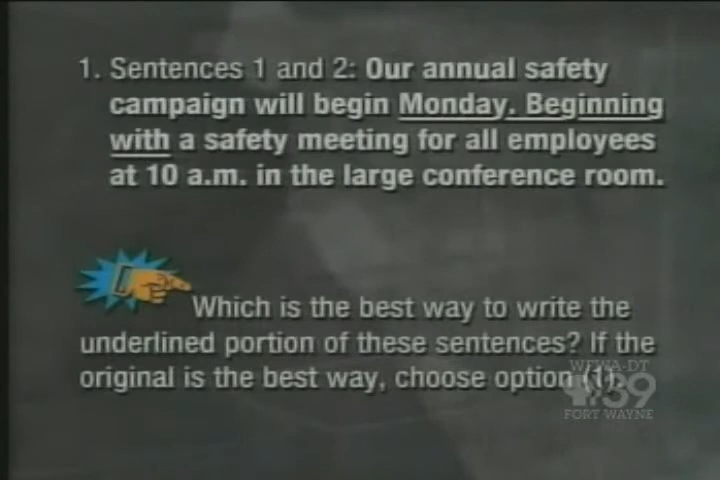 1. Sentences 1 and 2: Our annual safety
campaign will begin Monday. Beginning
with a safety meeting for all employees
at 10 a.m. in the large conference room.
Which is the best way to write the
underlined portion of these sentences? If the
original is the best way, choose option (1).
WFWA-DT
39
FORT WAYNE